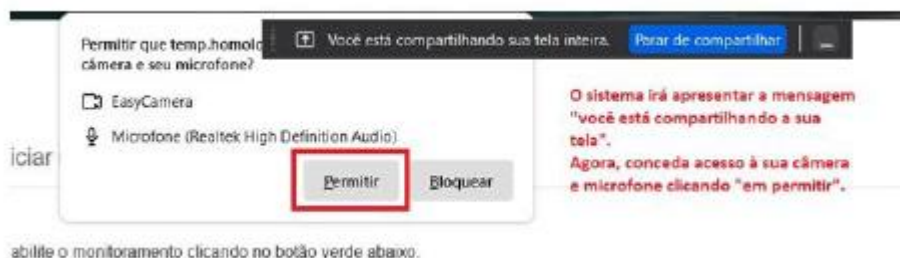 Permitir que temp.homolo
câmera e seu microfone?
Você está compartilhando sua tela inteira.
Parar de compartilhar
EasyCamera
Microfone (Realtek High Definition Audio)
Permitir
Bloquear
O sistema irá apresentar a mensagem
"você está compartilhando a sua
tela".
Agora, conceda acesso à sua câmera
e microfone clicando "em permitir".
iciar
abilite o monitoramento clicando no botão verde abaixo.